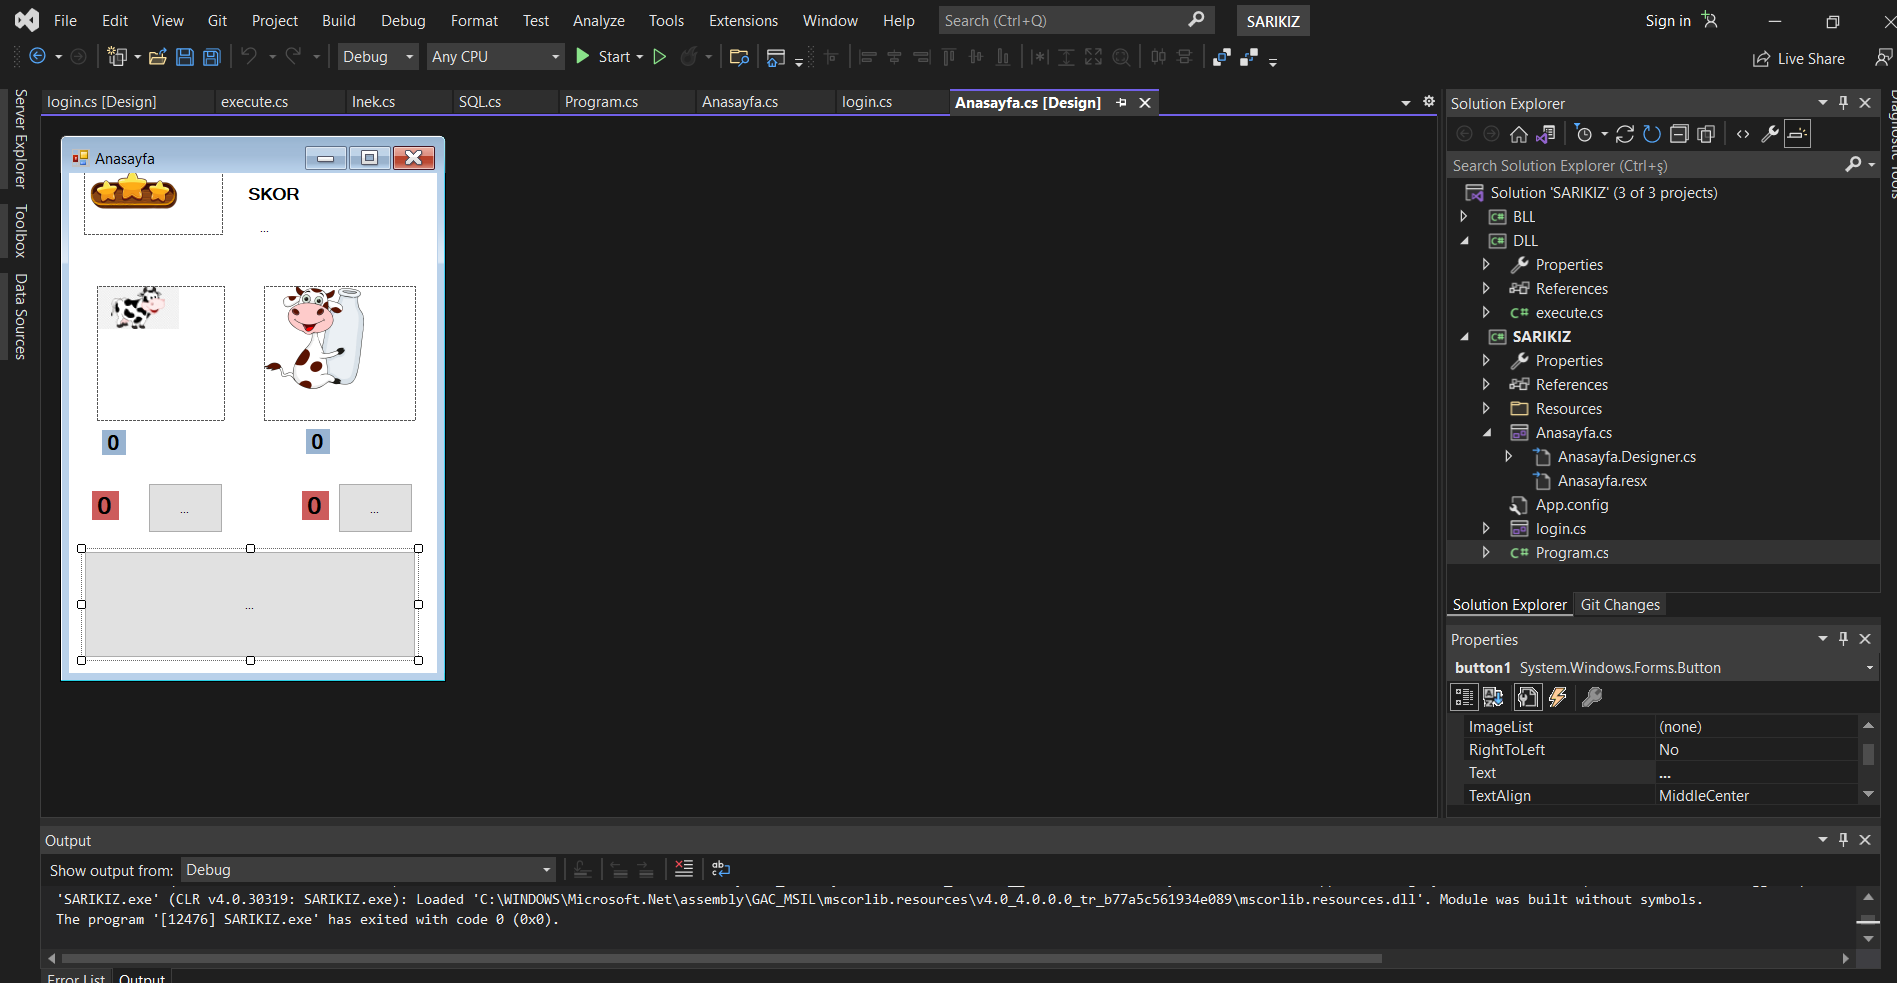 File Edit View Git Project Build Debug Format Test Analyze Tools Extensions Window Help Search (Ctrl+Q) SARIKIZ Sign in
Debug Any CPU Start Live Share
Server Explorer
Toolbox
Data Sources
login.cs [Design] execute.cs Inek.cs SQL.cs Program.cs Anasayfa.cs login.cs Anasayfa.cs [Design]
Anasayfa
SKOR
...
0 0
0 ... 0 ...
...
Solution Explorer
Search Solution Explorer (Ctrl+ş)
Solution 'SARIKIZ' (3 of 3 projects)
C# BLL
C# DLL
Properties
References
C# execute.cs
C# SARIKIZ
Properties
References
Resources
Anasayfa.cs
Anasayfa.Designer.cs
Anasayfa.resx
App.config
login.cs
C# Program.cs
Solution Explorer Git Changes
Properties
button1 System.Windows.Forms.Button
ImageList (none)
RightToLeft No
Text ...
TextAlign MiddleCenter
Diagnostic Tools
Output
Show output from: Debug
'SARIKIZ.exe' (CLR v4.0.30319: SARIKIZ.exe): Loaded 'C:\WINDOWS\Microsoft.Net\assembly\GAC_MSIL\mscorlib.resources\v4.0_4.0.0.0_tr_b77a5c561934e089\mscorlib.resources.dll'. Module was built without symbols.
The program '[12476] SARIKIZ.exe' has exited with code 0 (0x0).
Error List Output